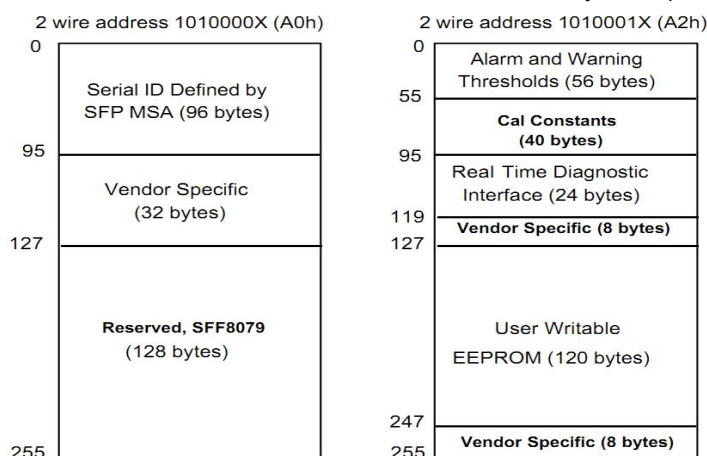 2 wire address 1010000X (A0h)
0
Serial ID Defined by
SFP MSA (96 bytes)
95
Vendor Specific
(32 bytes)
127
Reserved, SFF8079
(128 bytes)
255
2 wire address 1010001X (A2h)
0
Alarm and Warning
Thresholds (56 bytes)
55
Cal Constants
(40 bytes)
95
Real Time Diagnostic
Interface (24 bytes)
119
Vendor Specific (8 bytes)
127
User Writable
EEPROM (120 bytes)
247
Vendor Specific (8 bytes)
255